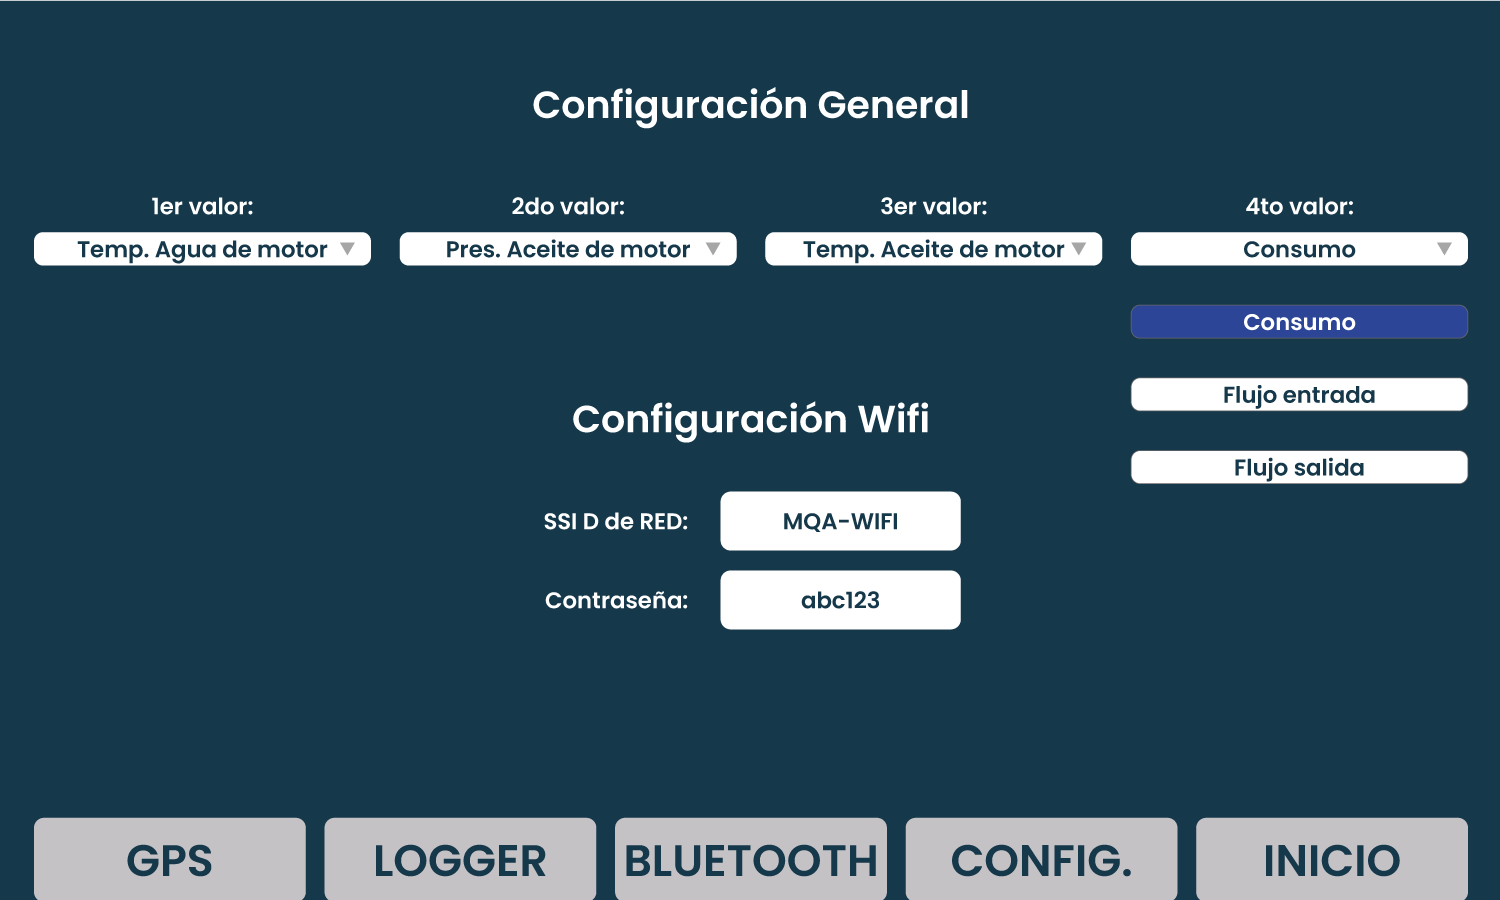 Configuración General
1er valor:
2do valor:
3er valor:
4to valor:
Temp. Agua de motor
Pres. Aceite de motor
Temp. Aceite de motor
Consumo
Consumo
Flujo entrada
Flujo salida
Configuración Wifi
SSI D de RED:
MQA-WIFI
Contraseña:
abc123
GPS
LOGGER
BLUETOOTH
CONFIG.
INICIO